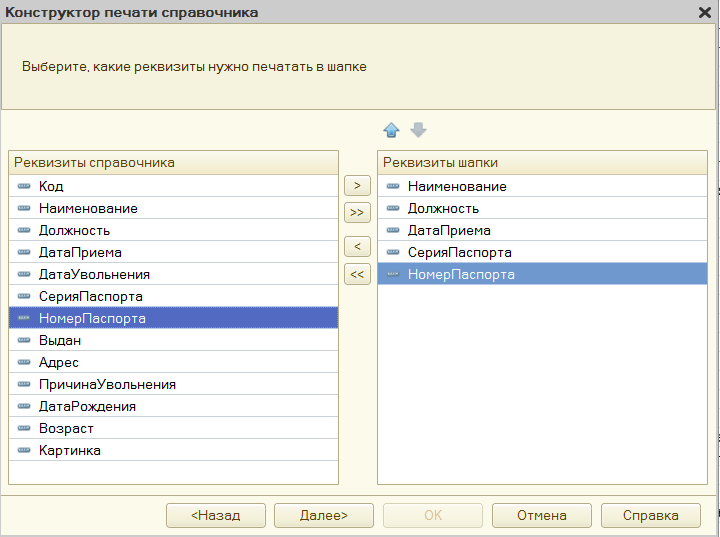 Конструктор печати справочника
Выберите, какие реквизиты нужно печатать в шапке
Реквизиты справочника
Код
Наименование
Должность
ДатаПриема
ДатаУвольнения
СерияПаспорта
НомерПаспорта
Выдан
Адрес
ПричинаУвольнения
ДатаРождения
Возраст
Картинка
>
>>
<
<<
Реквизиты шапки
Наименование
Должность
ДатаПриема
СерияПаспорта
НомерПаспорта
<Назад
Далее>
OK
Отмена
Справка